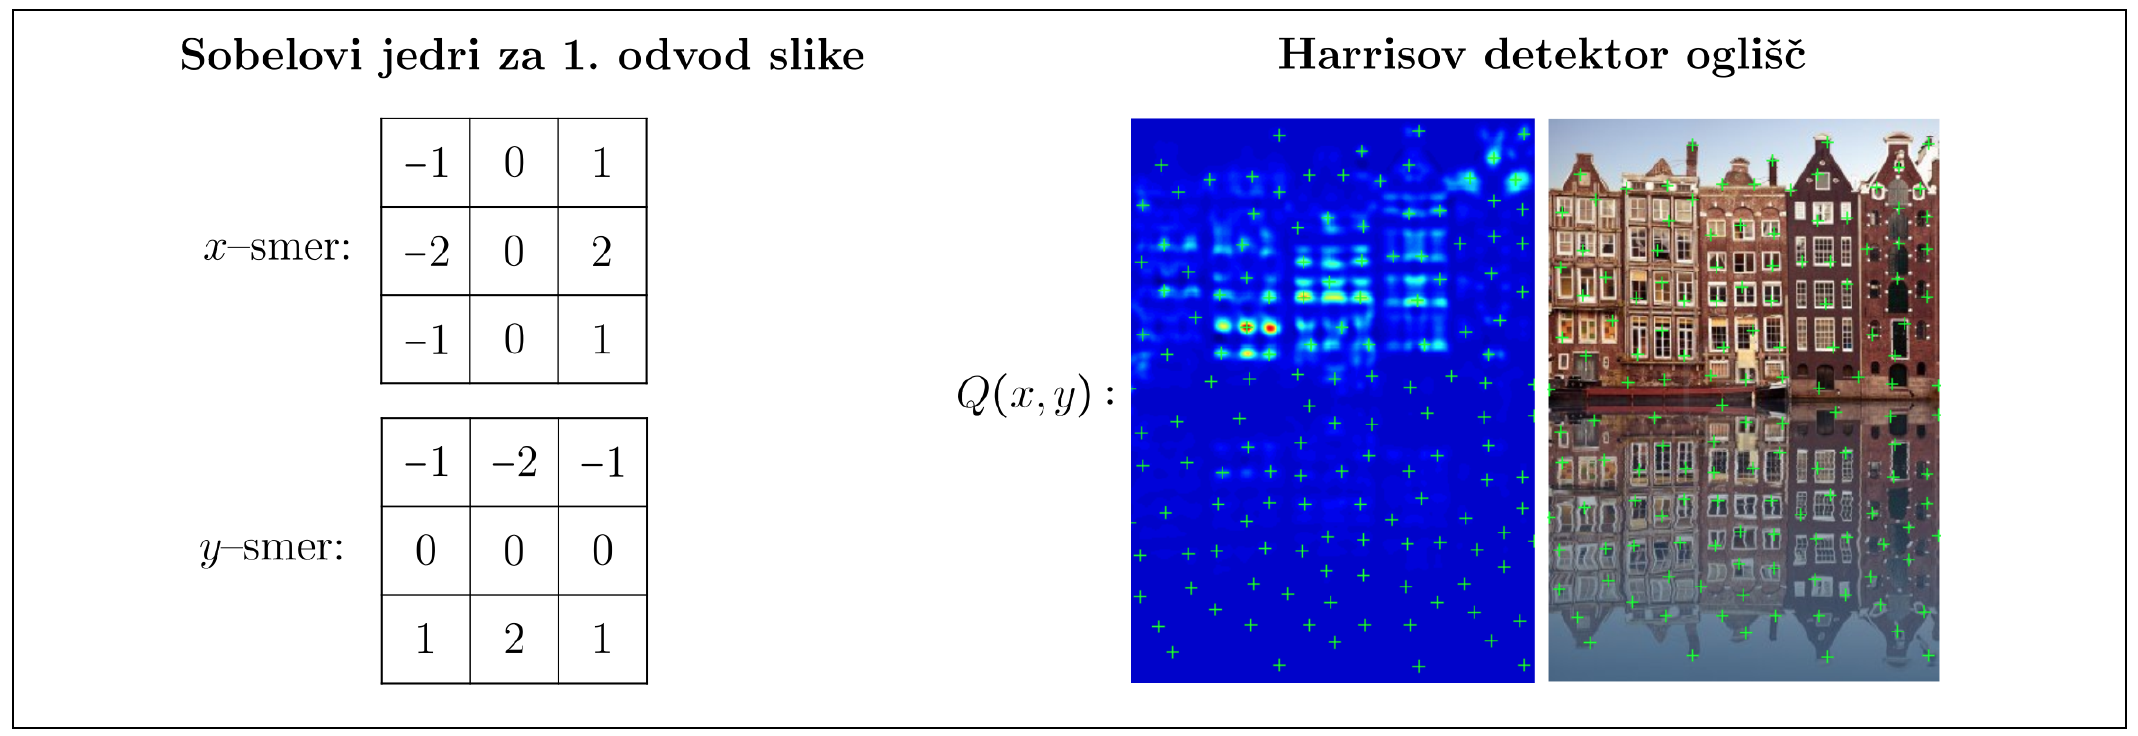 Sobelovi jedri za 1. odvod slike
x–smer:
−1 0 1
−2 0 2
−1 0 1
y–smer:
−1 −2 −1
0 0 0
1 2 1
Harrisov detektor oglišč
Q(x, y) :